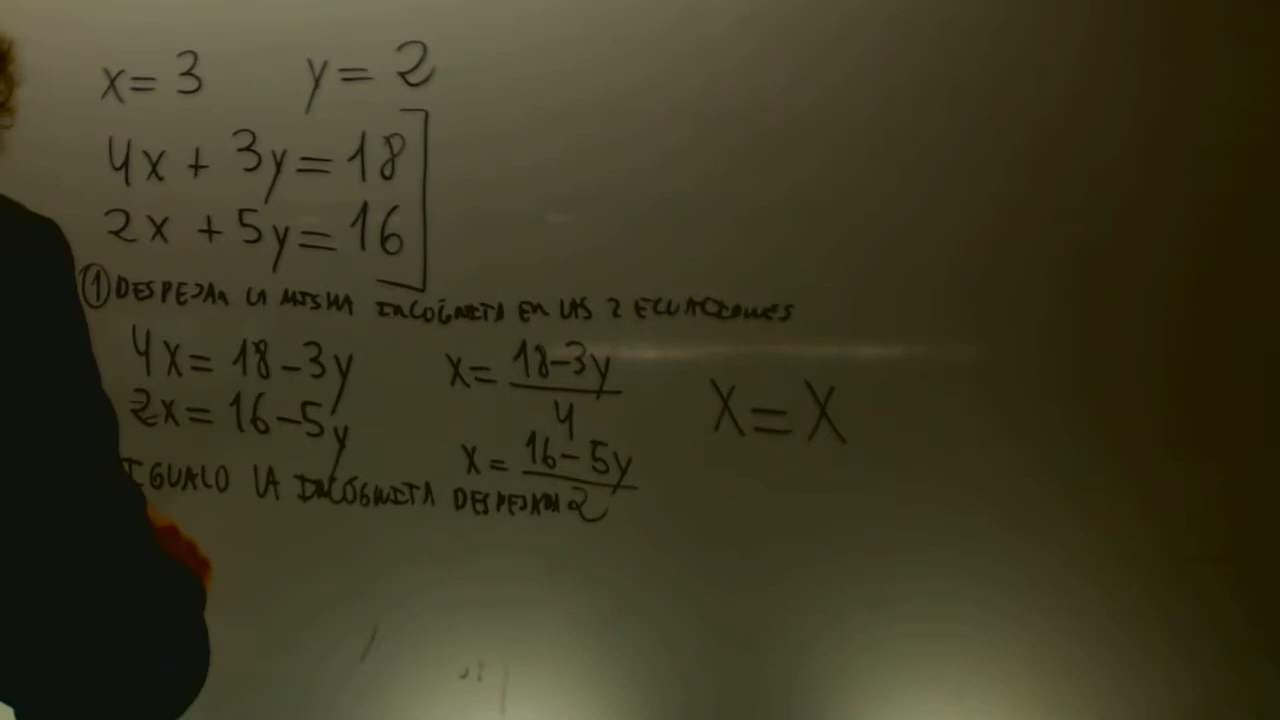 x = 3 y = 2
4x + 3y = 18
2x + 5y = 16
① DESPEJAR LA MISMA INCÓGNITA EN LAS 2 ECUACIONES
4x = 18 - 3y x = 18-3y / 4
2x = 16 - 5y x = 16 - 5y / 2
X = X
IGUALO LA INCÓGNITA DESPEJADA